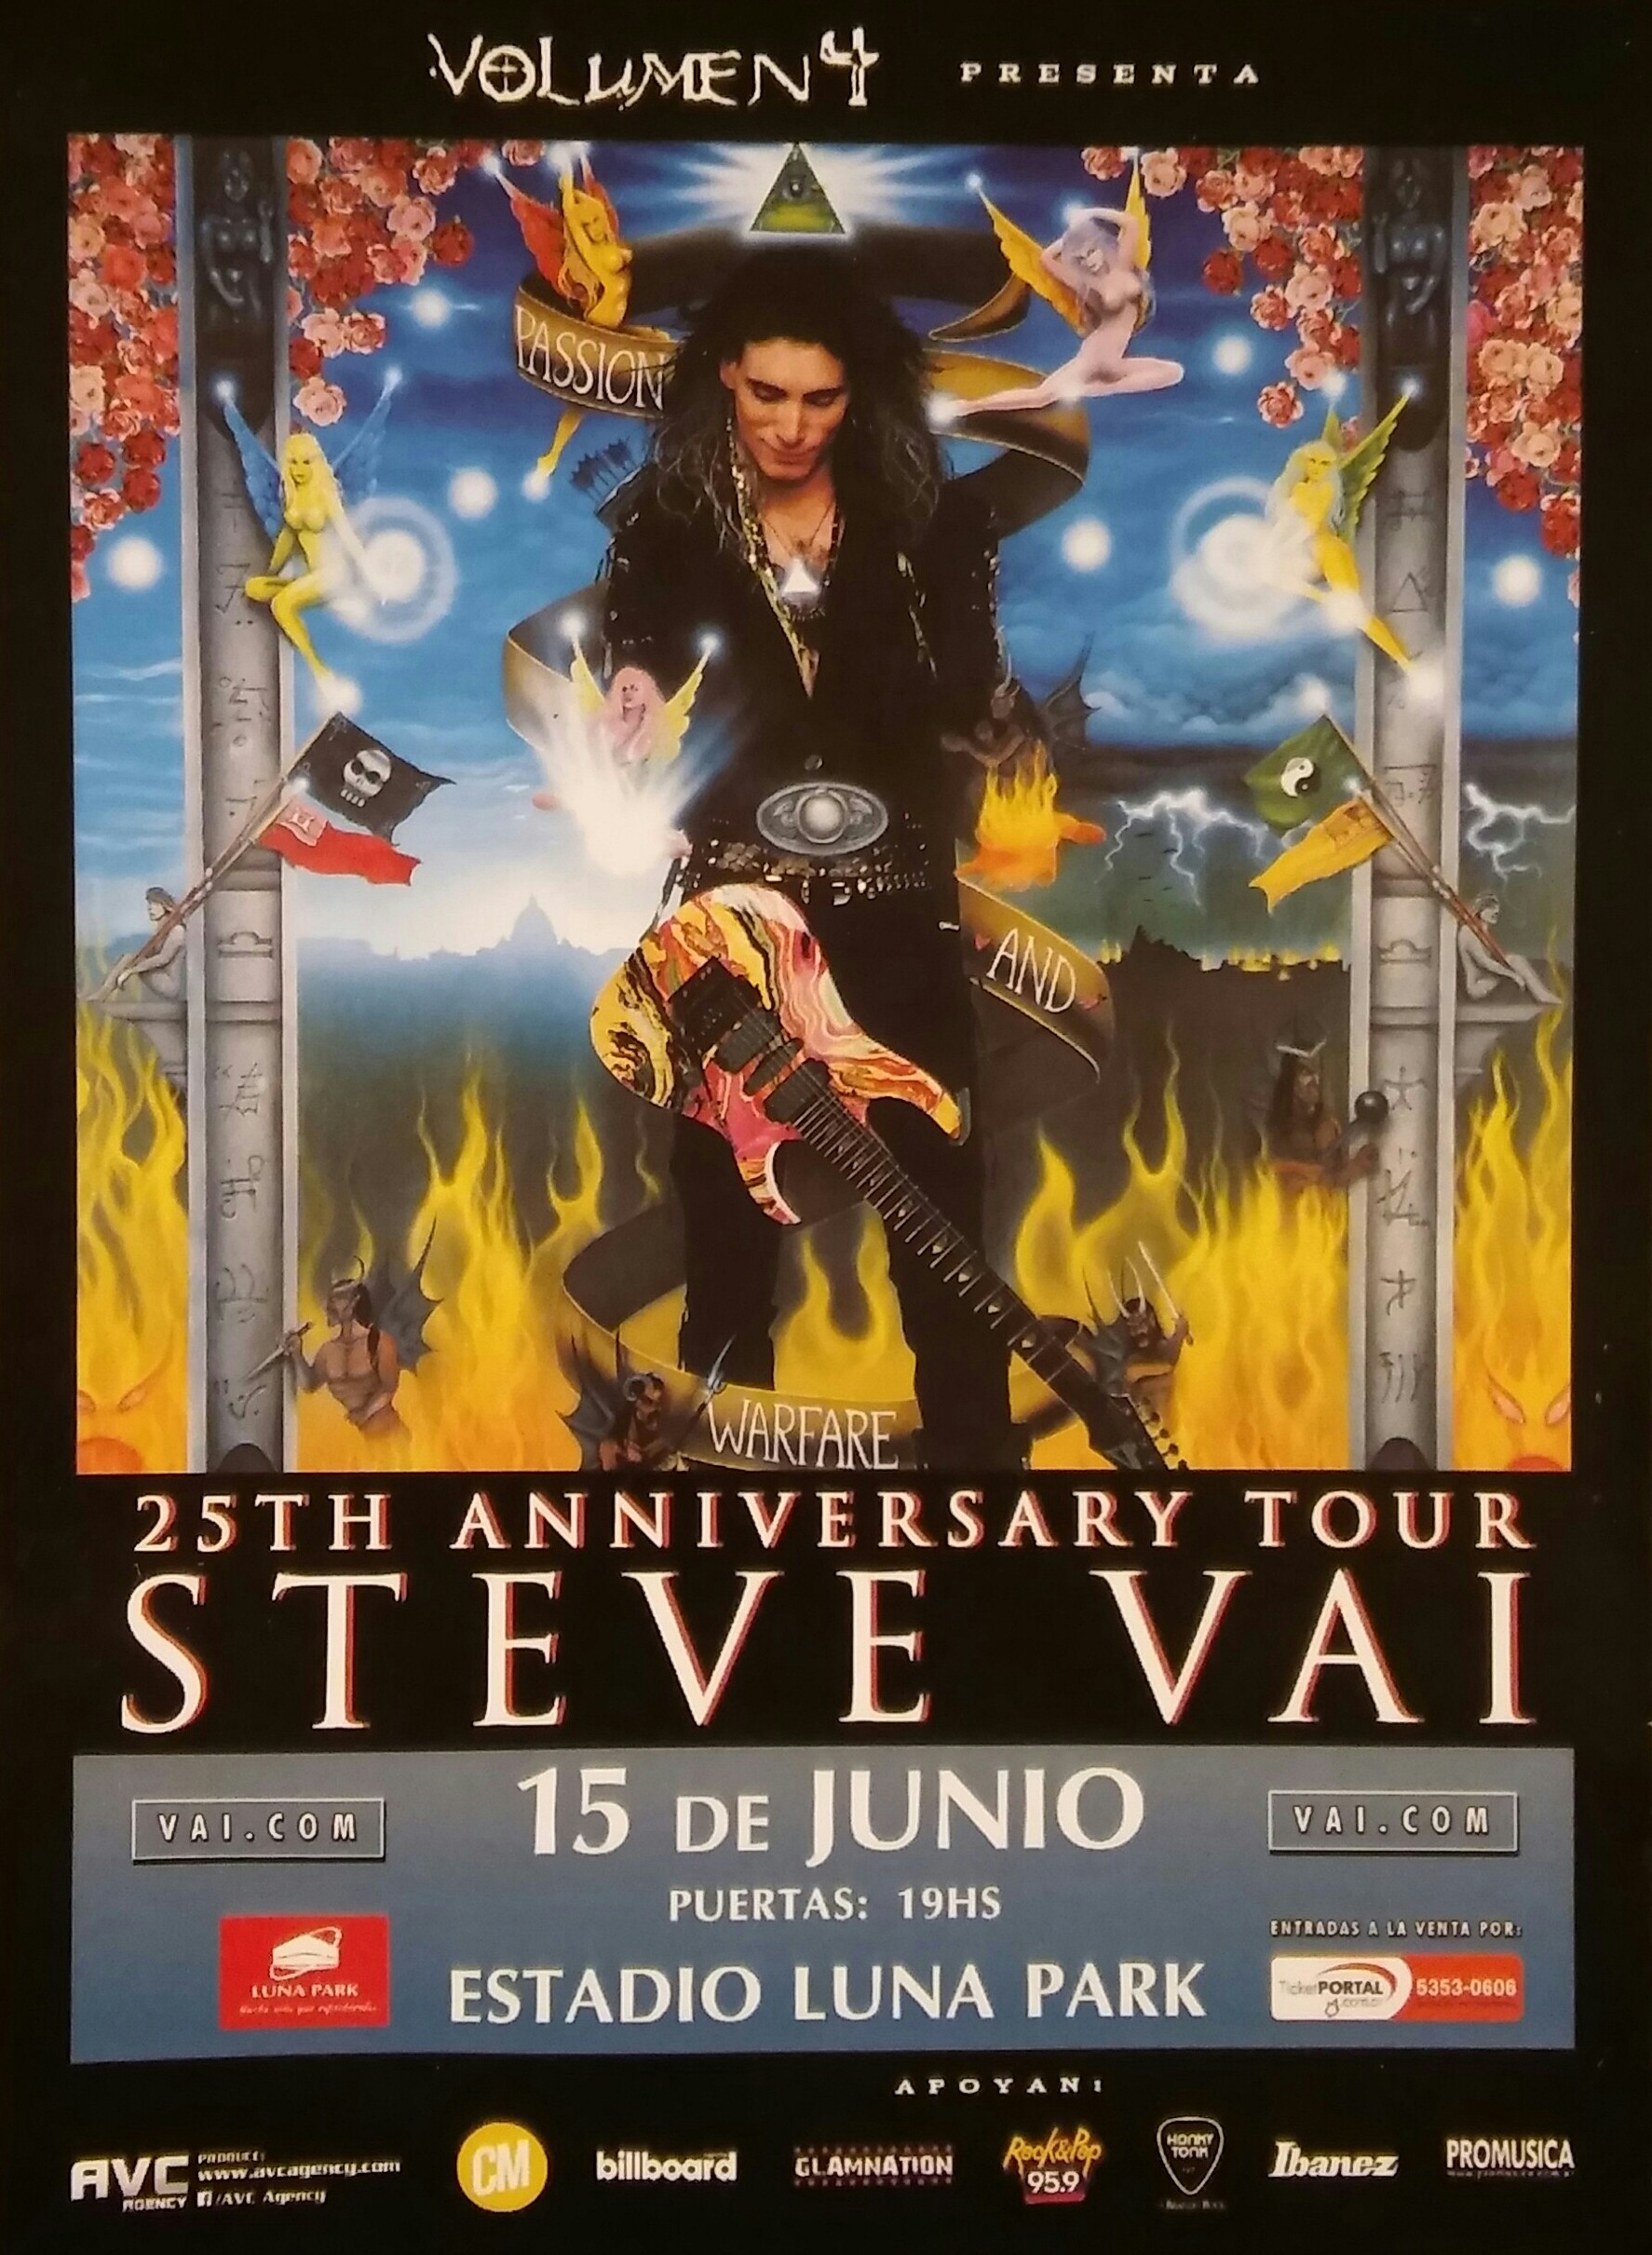 VOLUMEN 4 PRESENTA
PASSION
AND
WARFARE
25TH ANNIVERSARY TOUR
STEVE VAI
VAI.COM
15 DE JUNIO
VAI.COM
PUERTAS: 19HS
ESTADIO LUNA PARK
LUNA PARK
ENTRADAS A LA VENTA POR:
TicketPORTAL
5353-0606
APOYAN:
AVC AGENCY
PRODUCE:
www.avcagency.com
/AVC Agency
CM
billboard
GLAMNATION
Rock&Pop
95.9
HONKY
TONK
Ibanez
PROMUSICA